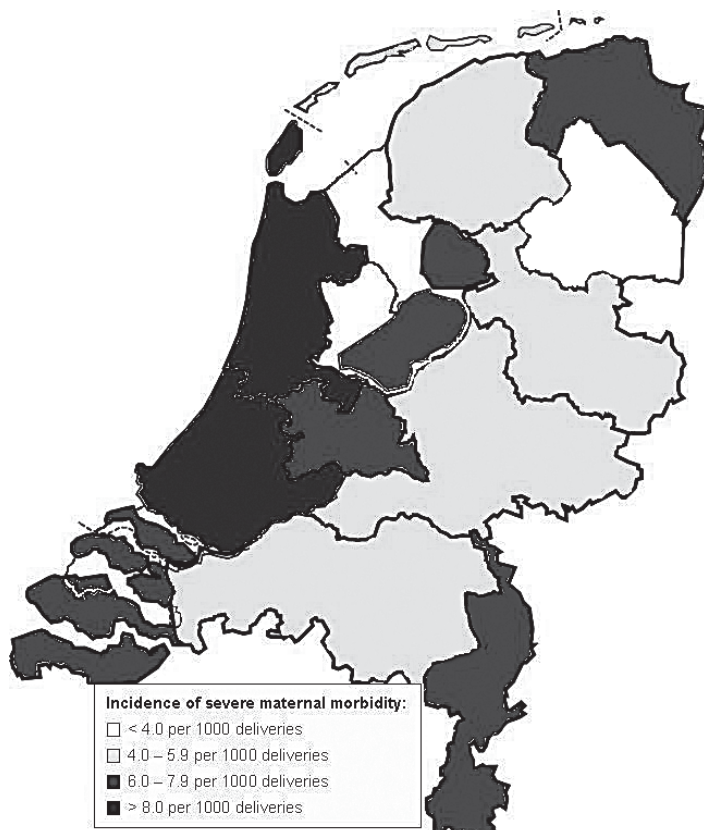 Incidence of severe maternal morbidity:
< 4.0 per 1000 deliveries
4.0 – 5.9 per 1000 deliveries
6.0 – 7.9 per 1000 deliveries
> 8.0 per 1000 deliveries